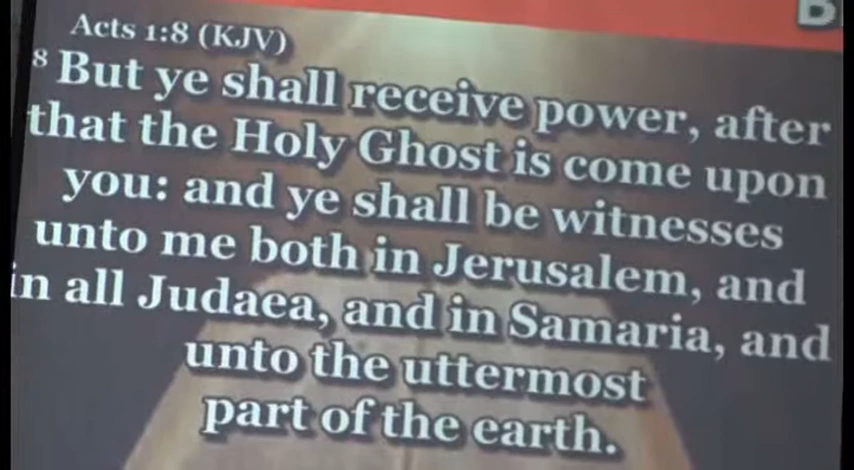 B
Acts 1:8 (KJV)
8 But ye shall receive power, after
that the Holy Ghost is come upon
you: and ye shall be witnesses
unto me both in Jerusalem, and
in all Judaea, and in Samaria, and
unto the uttermost
part of the earth.